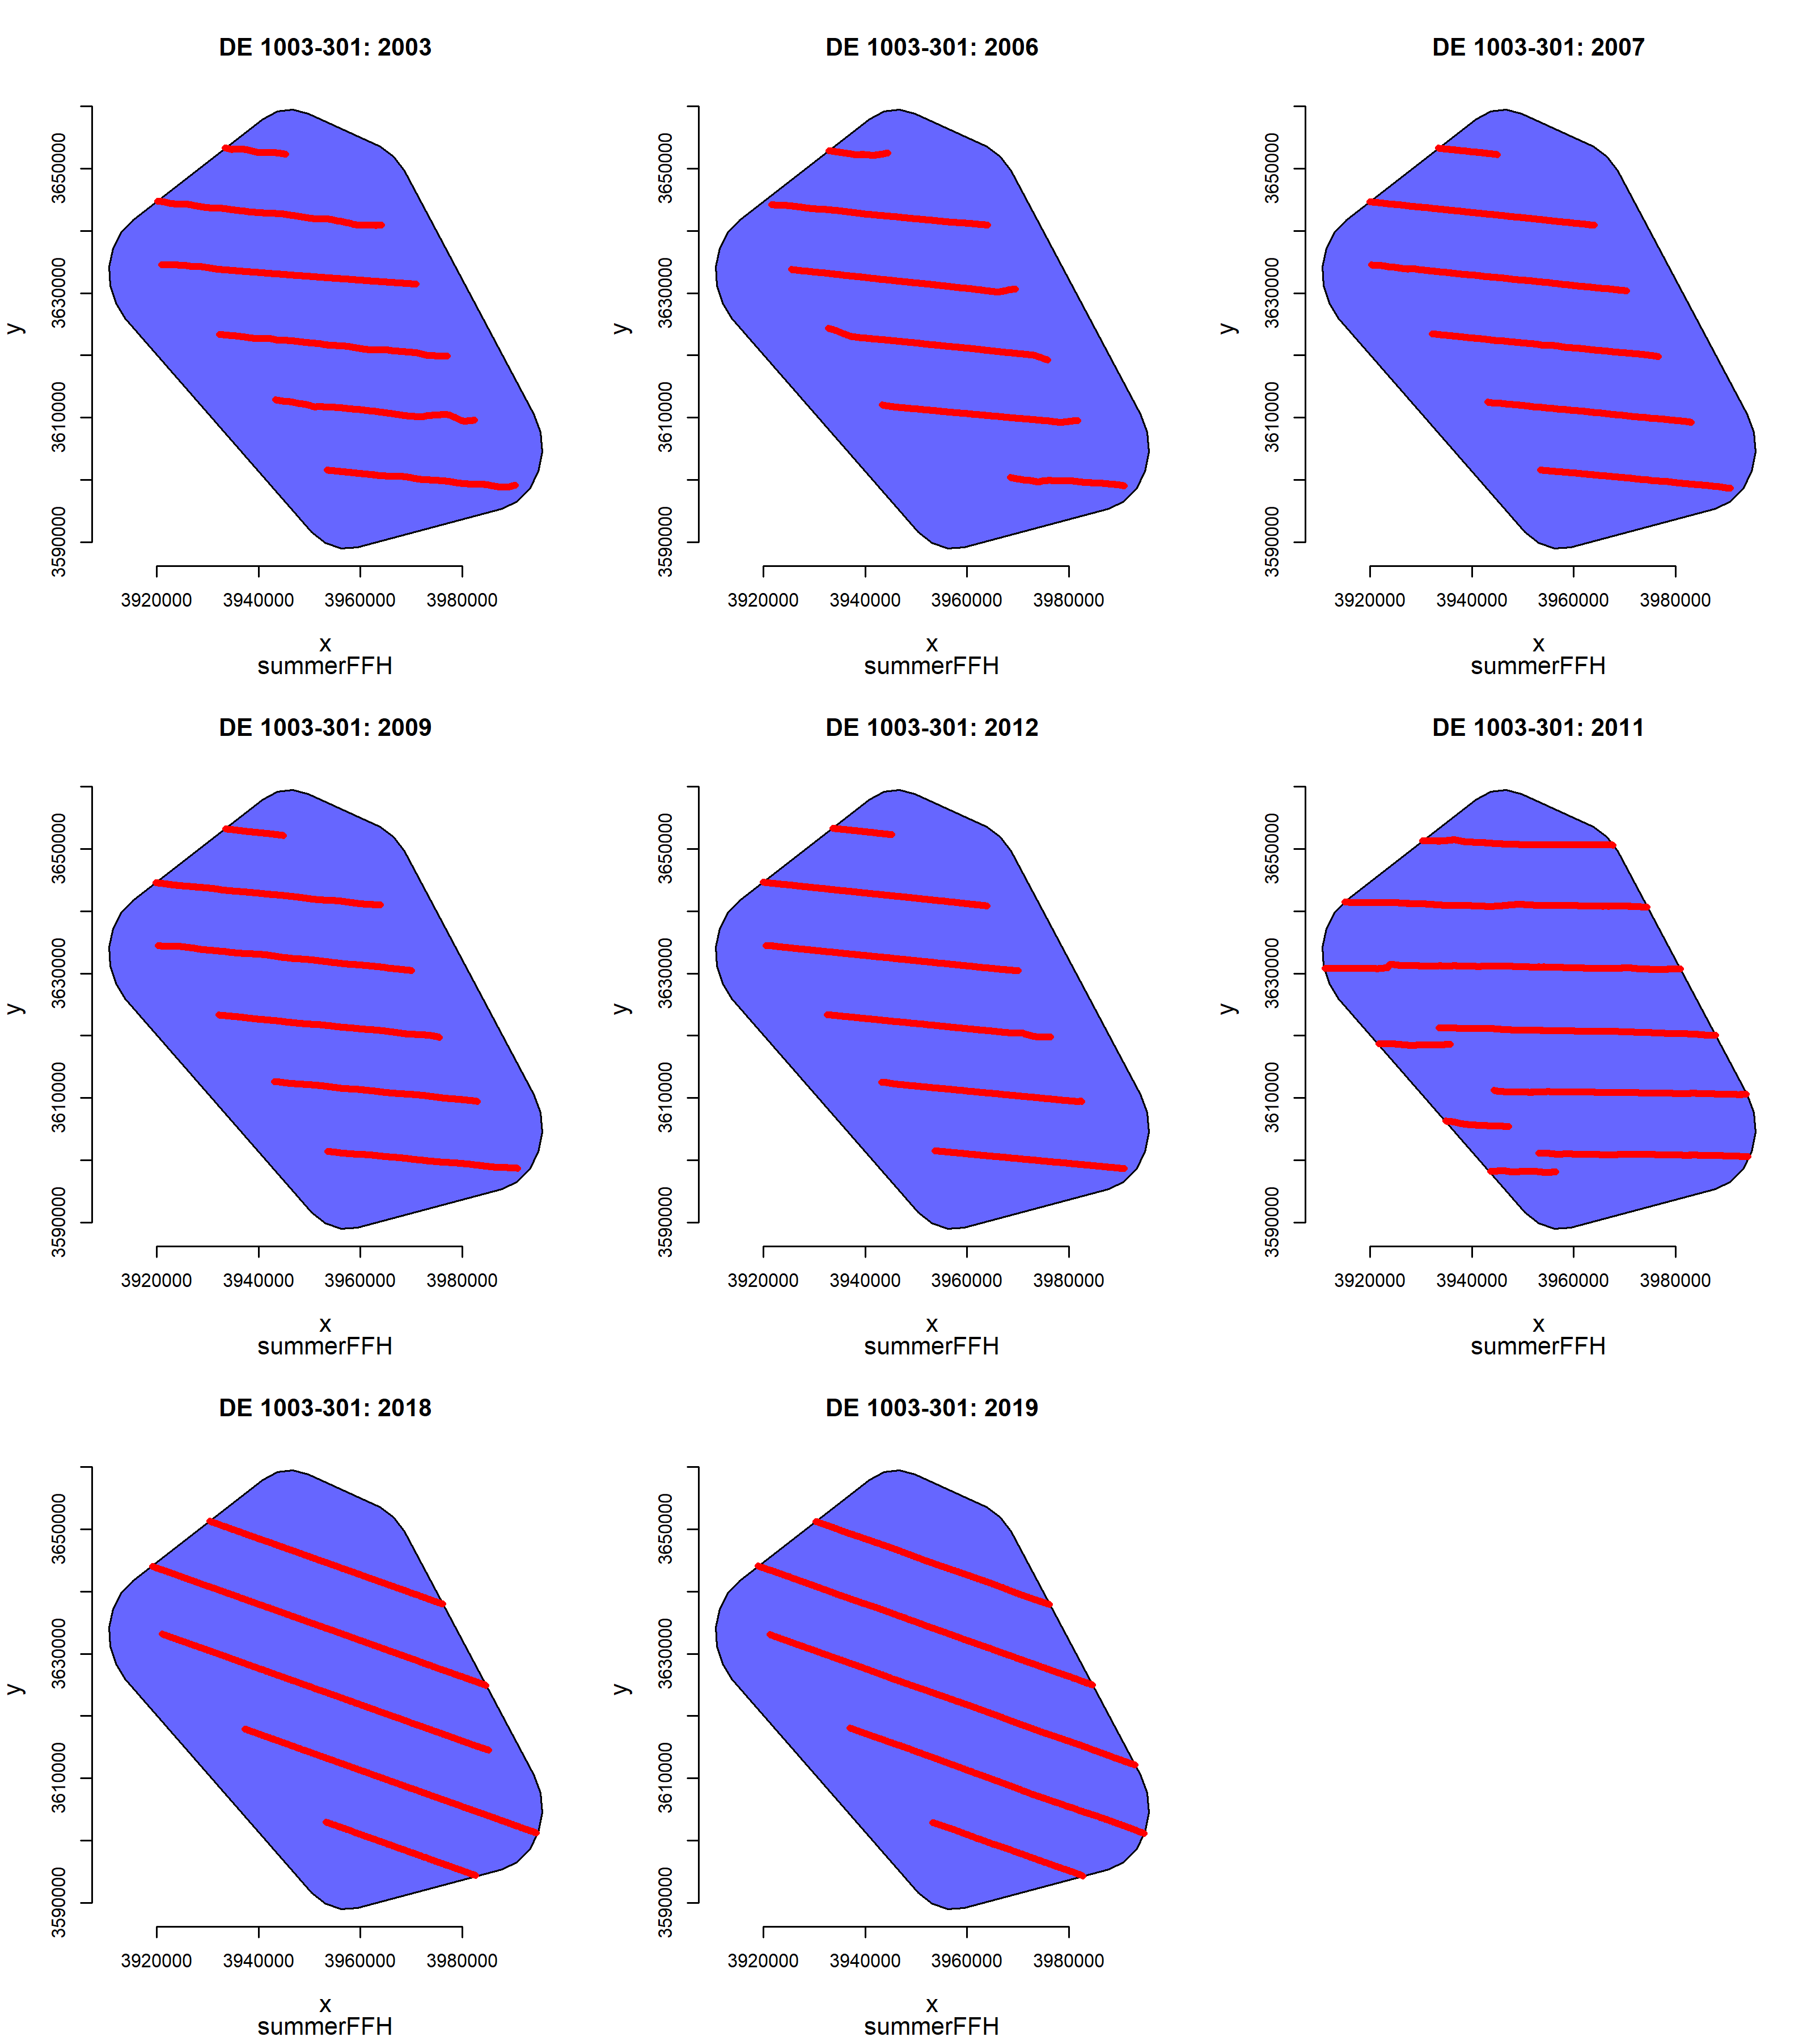 DE 1003-301: 2003
y
3590000 3610000 3630000 3650000
3920000 3940000 3960000 3980000
x
summerFFH
DE 1003-301: 2006
y
3590000 3610000 3630000 3650000
3920000 3940000 3960000 3980000
x
summerFFH
DE 1003-301: 2007
y
3590000 3610000 3630000 3650000
3920000 3940000 3960000 3980000
x
summerFFH
DE 1003-301: 2009
y
3590000 3610000 3630000 3650000
3920000 3940000 3960000 3980000
x
summerFFH
DE 1003-301: 2012
y
3590000 3610000 3630000 3650000
3920000 3940000 3960000 3980000
x
summerFFH
DE 1003-301: 2011
y
3590000 3610000 3630000 3650000
3920000 3940000 3960000 3980000
x
summerFFH
DE 1003-301: 2018
y
3590000 3610000 3630000 3650000
3920000 3940000 3960000 3980000
x
summerFFH
DE 1003-301: 2019
y
3590000 3610000 3630000 3650000
3920000 3940000 3960000 3980000
x
summerFFH